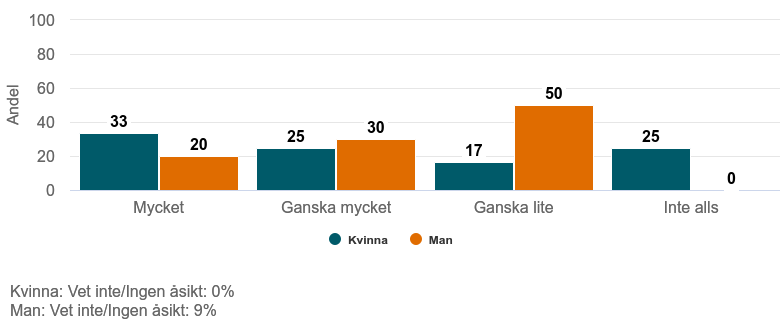 100
80
60
40
20
0
Andel
33
20
25
30
17
50
25
0
Mycket
Ganska mycket
Ganska lite
Inte alls
Kvinna
Man
Kvinna: Vet inte/Ingen åsikt: 0%
Man: Vet inte/Ingen åsikt: 9%